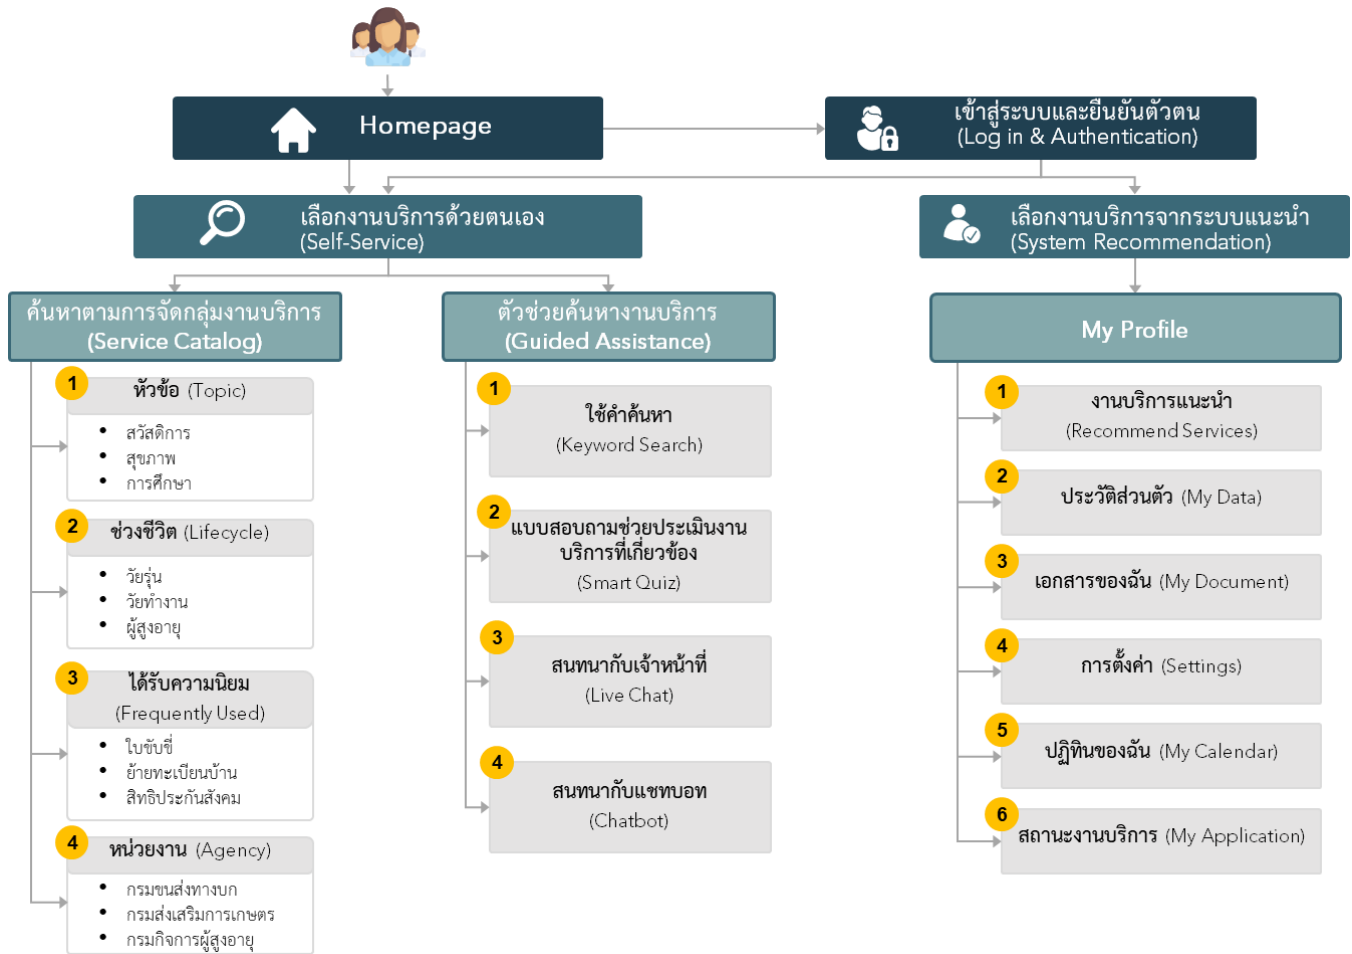 Homepage
เข้าสู่ระบบและยืนยันตัวตน
(Log in & Authentication)
เลือกงานบริการด้วยตนเอง
(Self-Service)
เลือกงานบริการจากระบบแนะนำ
(System Recommendation)
ค้นหาตามการจัดกลุ่มงานบริการ
(Service Catalog)
1
หัวข้อ (Topic)
• สวัสดิการ
• สุขภาพ
• การศึกษา
2
ช่วงชีวิต (Lifecycle)
• วัยรุ่น
• วัยทำงาน
• ผู้สูงอายุ
3
ได้รับความนิยม
(Frequently Used)
• ใบขับขี่
• ย้ายทะเบียนบ้าน
• สิทธิประกันสังคม
4
หน่วยงาน (Agency)
• กรมขนส่งทางบก
• กรมส่งเสริมการเกษตร
• กรมกิจการผู้สูงอายุ
ตัวช่วยค้นหางานบริการ
(Guided Assistance)
1
ใช้คำค้นหา
(Keyword Search)
2
แบบสอบถามช่วยประเมินงาน
บริการที่เกี่ยวข้อง
(Smart Quiz)
3
สนทนากับเจ้าหน้าที่
(Live Chat)
4
สนทนากับแชทบอท
(Chatbot)
My Profile
1
งานบริการแนะนำ
(Recommend Services)
2
ประวัติส่วนตัว (My Data)
3
เอกสารของฉัน (My Document)
4
การตั้งค่า (Settings)
5
ปฏิทินของฉัน (My Calendar)
6
สถานะงานบริการ (My Application)